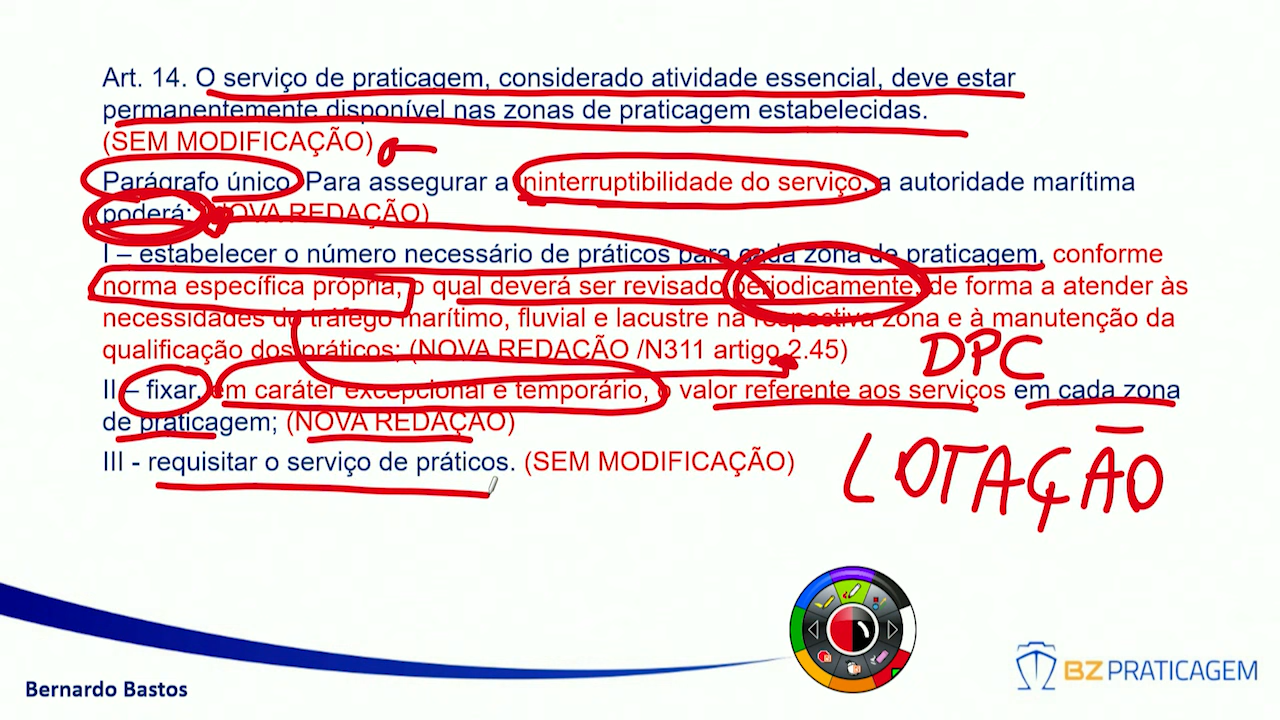 Art. 14. O serviço de praticagem, considerado atividade essencial, deve estar
permanentemente disponível nas zonas de praticagem estabelecidas.
(SEM MODIFICAÇÃO)
Parágrafo único. Para assegurar a ininterruptibilidade do serviço, a autoridade marítima
poderá: (NOVA REDAÇÃO)
I – estabelecer o número necessário de práticos para cada zona de praticagem, conforme
norma específica própria, o qual deverá ser revisado periodicamente, de forma a atender às
necessidades do tráfego marítimo, fluvial e lacustre na respectiva zona e à manutenção da
qualificação dos práticos; (NOVA REDAÇÃO /N311 artigo 2.45)
DPC
II – fixar, em caráter excepcional e temporário, o valor referente aos serviços em cada zona
de praticagem; (NOVA REDAÇÃO)
III - requisitar o serviço de práticos. (SEM MODIFICAÇÃO)
LOTAÇÃO
Bernardo Bastos
BZPRATICAGEM